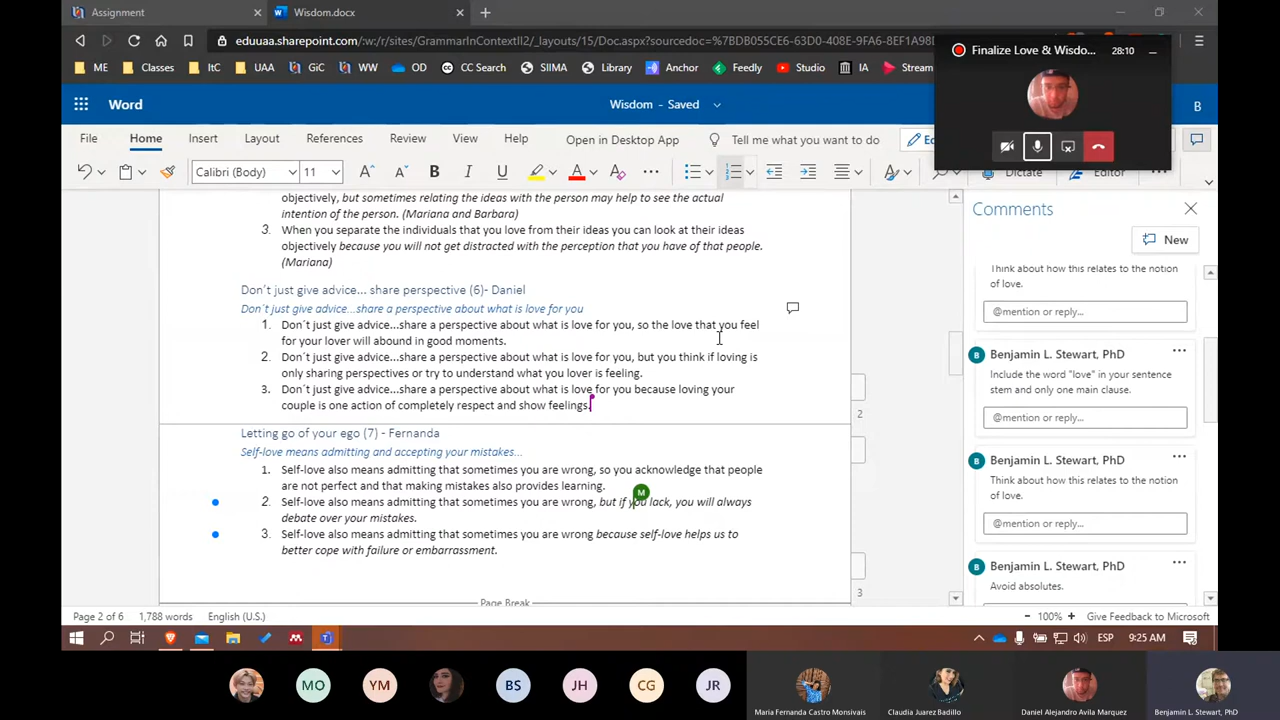 Assignment
Wisdom.docx
eduuaa.sharepoint.com/:w:/r/sites/GrammarInContextII2/_layouts/15/Doc.aspx?sourcedoc=%7BDB055CE6-63D0-408E-9FA6-8EF1A98D
ME Classes OtC UAA GiC WW OD CC Search SIIMA Library Anchor Feedly Studio IA Stream
Finalize Love & Wisdo... 28:10
Word
Wisdom - Saved
B
File Home Insert Layout References Review View Help Open in Desktop App Tell me what you want to do
Calibri (Body) 11 A A B I U A A Dictate Editor
objectively, but sometimes relating the ideas with the person may help to see the actual
intention of the person. (Mariana and Barbara)
3. When you separate the individuals that you love from their ideas you can look at their ideas
objectively because you will not get distracted with the perception that you have of that people.
(Mariana)
Don't just give advice... share perspective (6)- Daniel
Don´t just give advice...share a perspective about what is love for you
1. Don´t just give advice...share a perspective about what is love for you, so the love that you feel
for your lover will abound in good moments.
2. Don´t just give advice...share a perspective about what is love for you, but you think if loving is
only sharing perspectives or try to understand what you lover is feeling.
3. Don´t just give advice...share a perspective about what is love for you because loving your
couple is one action of completely respect and show feelings.
2
Letting go of your ego (7) - Fernanda
Self-love means admitting and accepting your mistakes...
1. Self-love also means admitting that sometimes you are wrong, so you acknowledge that people
are not perfect and that making mistakes also provides learning.
M
2. Self-love also means admitting that sometimes you are wrong, but if you lack, you will always
debate over your mistakes.
3. Self-love also means admitting that sometimes you are wrong because self-love helps us to
better cope with failure or embarrassment.
3
Page Break
Comments
New
Think about how this relates to the notion
of love.
@mention or reply...
B Benjamin L. Stewart, PhD
Include the word "love" in your sentence
stem and only one main clause.
@mention or reply...
B Benjamin L. Stewart, PhD
Think about how this relates to the notion
of love.
@mention or reply...
B Benjamin L. Stewart, PhD
Avoid absolutes.
Page 2 of 6 1,788 words English (U.S.) 100% Give Feedback to Microsoft
ESP 9:25 AM
MO YM BS JH CG JR
Maria Fernanda Castro Monsivais Claudia Juarez Badillo Daniel Alejandro Avila Marquez Benjamin L. Stewart, PhD